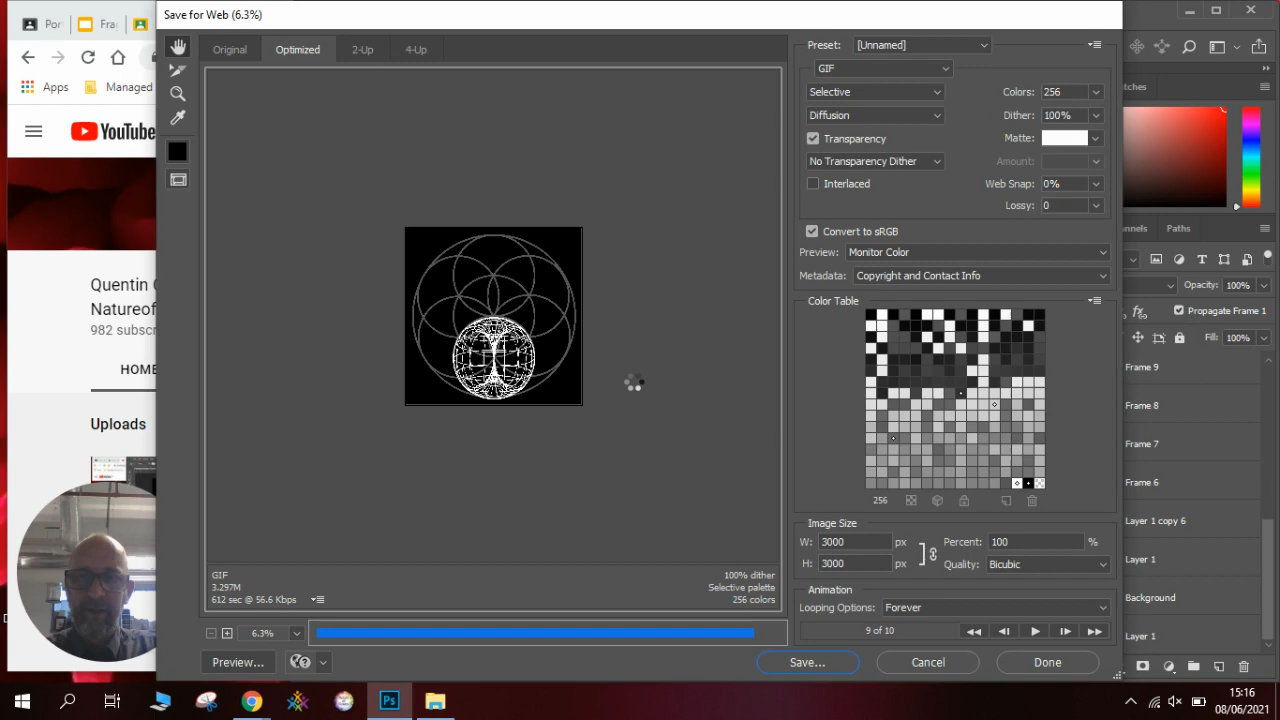 Save for Web (6.3%)
Por
Fra
Apps
Managed
YouTube
Quentin
Natureof
982 subscrib
HOME
Uploads
Original
Optimized
2-Up
4-Up
GIF
3.297M
612 sec @ 56.6 Kbps
100% dither
Selective palette
256 colors
6.3%
Preview...
Preset: [Unnamed]
GIF
Selective
Colors: 256
Diffusion
Dither: 100%
Transparency
Matte:
No Transparency Dither
Amount:
Interlaced
Web Snap: 0%
Lossy: 0
Convert to sRGB
Preview: Monitor Color
Metadata: Copyright and Contact Info
Color Table
256
Image Size
W: 3000 px
Percent: 100 %
H: 3000 px
Quality: Bicubic
Animation
Looping Options: Forever
9 of 10
Save...
Cancel
Done
tches
nnels
Paths
Opacity: 100%
Propagate Frame 1
Fill: 100%
Frame 9
Frame 8
Frame 7
Frame 6
Layer 1 copy 6
Layer 1
Background
Layer 1
Ps
15:16
08/06/2021